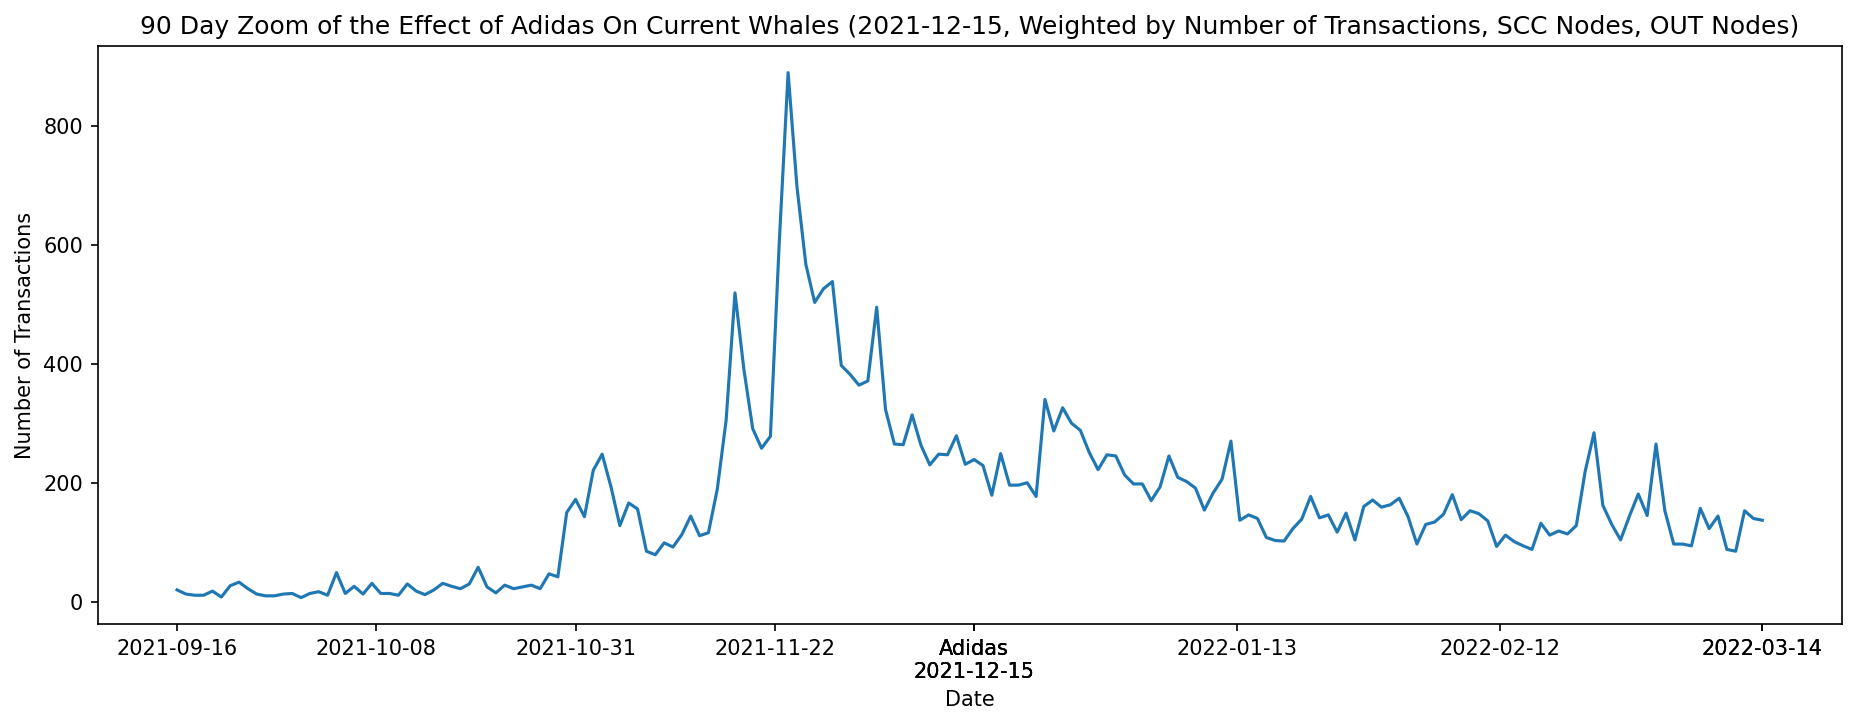 90 Day Zoom of the Effect of Adidas On Current Whales (2021-12-15, Weighted by Number of Transactions, SCC Nodes, OUT Nodes)
Number of Transactions
800
600
400
200
0
2021-09-16 2021-10-08 2021-10-31 2021-11-22 Adidas 2022-01-13 2022-02-12 2022-03-14
2021-12-15
Date